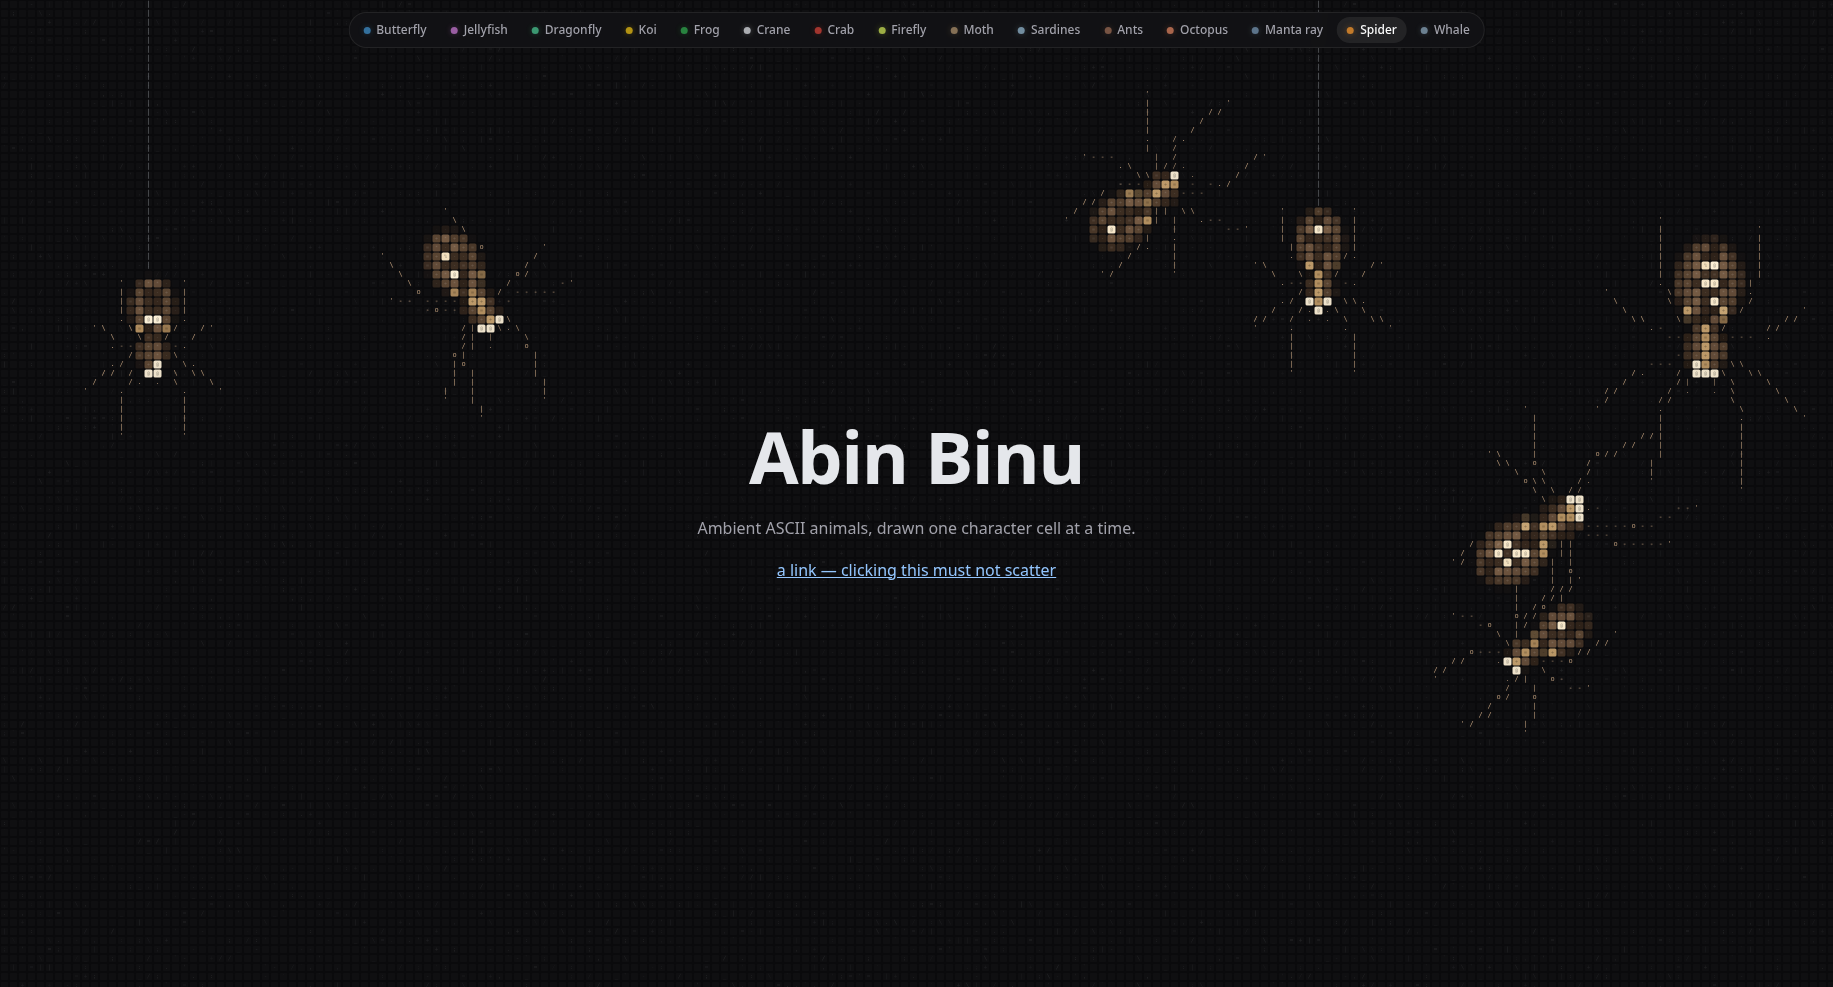 Butterfly Jellyfish Dragonfly Koi Frog Crane Crab Firefly Moth Sardines Ants Octopus Manta ray Spider Whale
Abin Binu
Ambient ASCII animals, drawn one character cell at a time.
a link — clicking this must not scatter